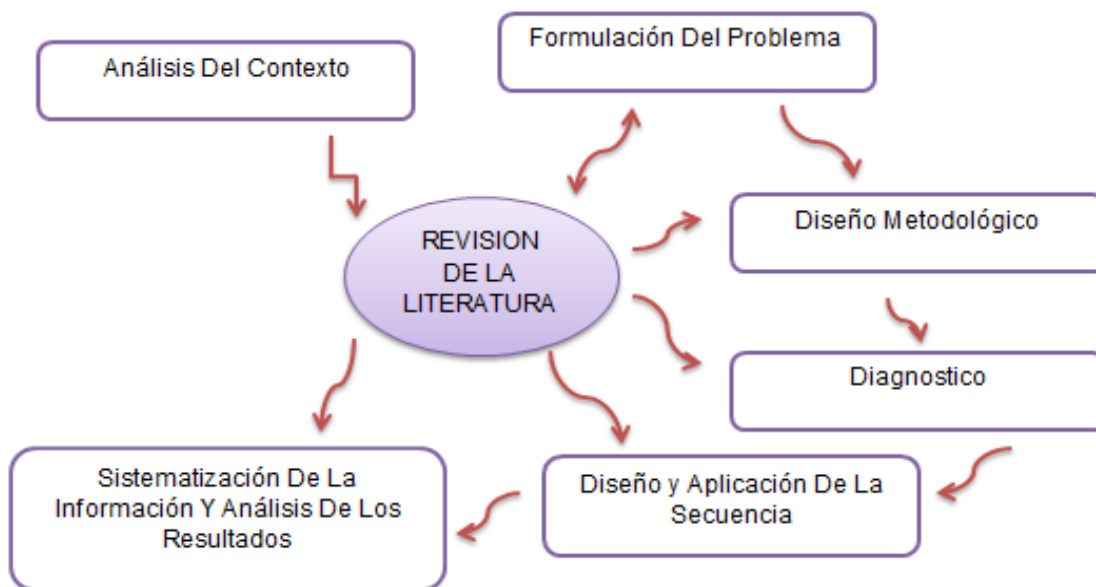 Formulación Del Problema
Análisis Del Contexto
REVISION
DE LA
LITERATURA
Diseño Metodológico
Diagnostico
Diseño y Aplicación De La
Secuencia
Sistematización De La
Información Y Análisis De Los
Resultados